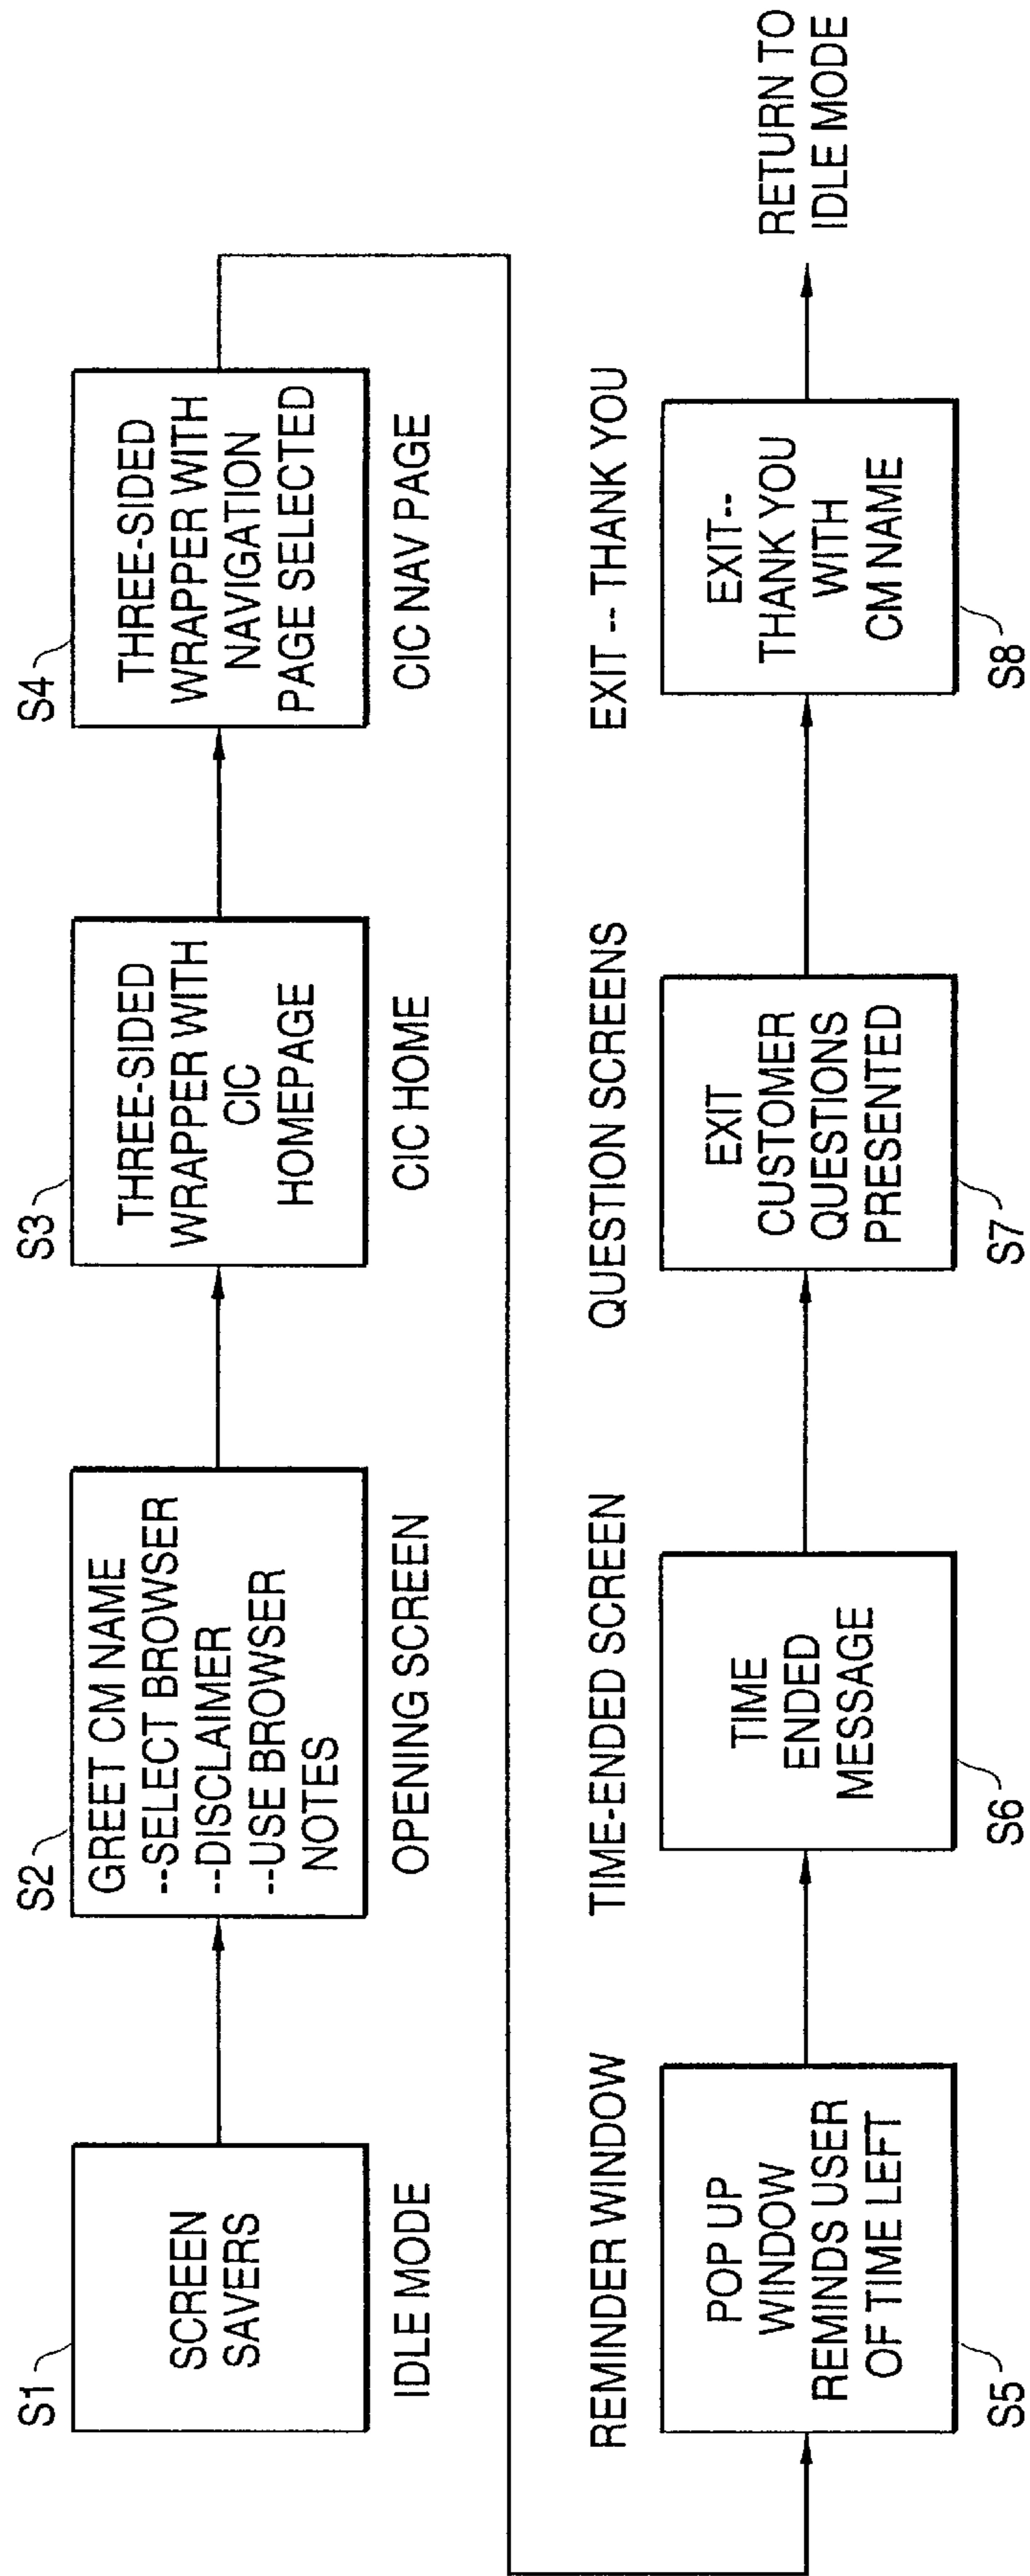 S1
SCREEN
SAVERS
IDLE MODE
S2
GREET CM NAME
--SELECT BROWSER
--DISCLAIMER
--USE BROWSER
NOTES
OPENING SCREEN
S3
THREE-SIDED
WRAPPER WITH
CIC
HOMEPAGE
CIC HOME
S4
THREE-SIDED
WRAPPER WITH
NAVIGATION
PAGE SELECTED
CIC NAV PAGE
REMINDER WINDOW
POP UP
WINDOW
REMINDS USER
OF TIME LEFT
S5
TIME-ENDED SCREEN
TIME
ENDED
MESSAGE
S6
QUESTION SCREENS
EXIT
CUSTOMER
QUESTIONS
PRESENTED
S7
EXIT -- THANK YOU
EXIT--
THANK YOU
WITH
CM NAME
S8
RETURN TO
IDLE MODE